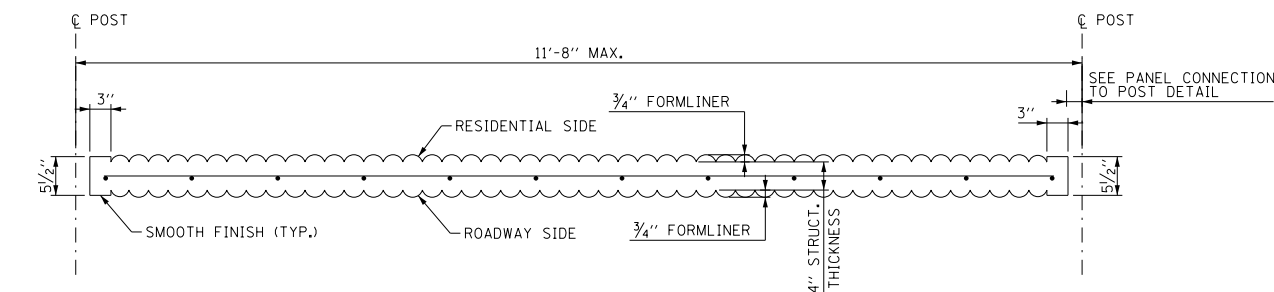 ℄ POST
℄ POST
11'-8" MAX.
SEE PANEL CONNECTION
TO POST DETAIL
3"
¾" FORMLINER
3"
RESIDENTIAL SIDE
5½"
5½"
SMOOTH FINISH (TYP.)
ROADWAY SIDE
¾" FORMLINER
4" STRUCT.
THICKNESS